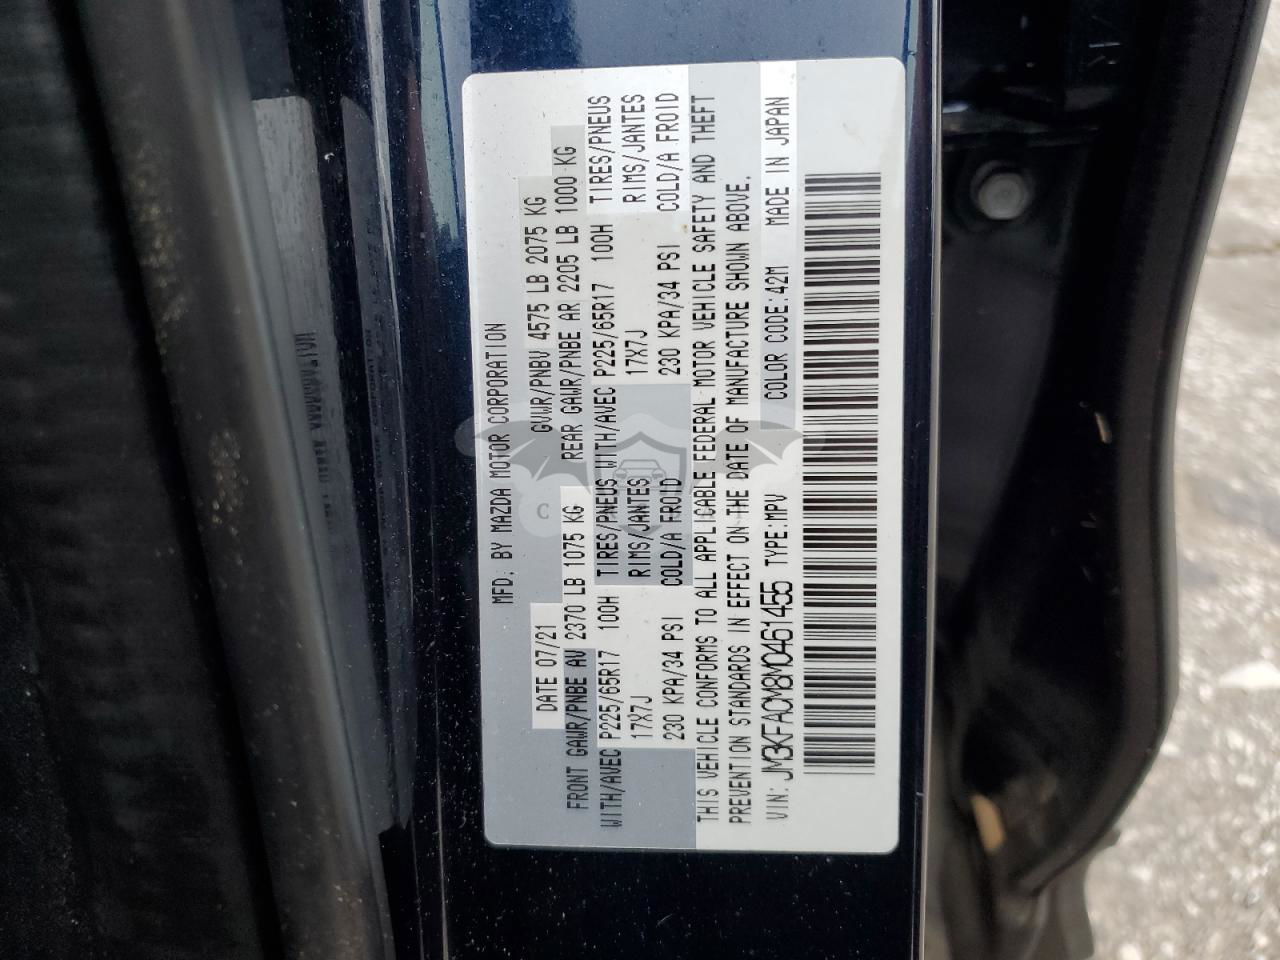 MFD. BY MAZDA MOTOR CORPORATION
DATE 07/21 GVWR/PNBV 4575 LB 2075 KG
FRONT GAWR/PNBE AV 2370 LB 1075 KG REAR GAWR/PNBE AR 2205 LB 1000 KG
WITH/AVEC P225/65R17 100H TIRES/PNEUS WITH/AVEC P225/65R17 100H TIRES/PNEUS
17X7J RIMS/JANTES 17X7J RIMS/JANTES
230 KPA/34 PSI COLD/A FROID 230 KPA/34 PSI COLD/A FROID
THIS VEHICLE CONFORMS TO ALL APPLICABLE FEDERAL MOTOR VEHICLE SAFETY AND THEFT
PREVENTION STANDARDS IN EFFECT ON THE DATE OF MANUFACTURE SHOWN ABOVE.
VIN: JM3KFACM8M0461455 TYPE:MPV COLOR CODE:42M MADE IN JAPAN